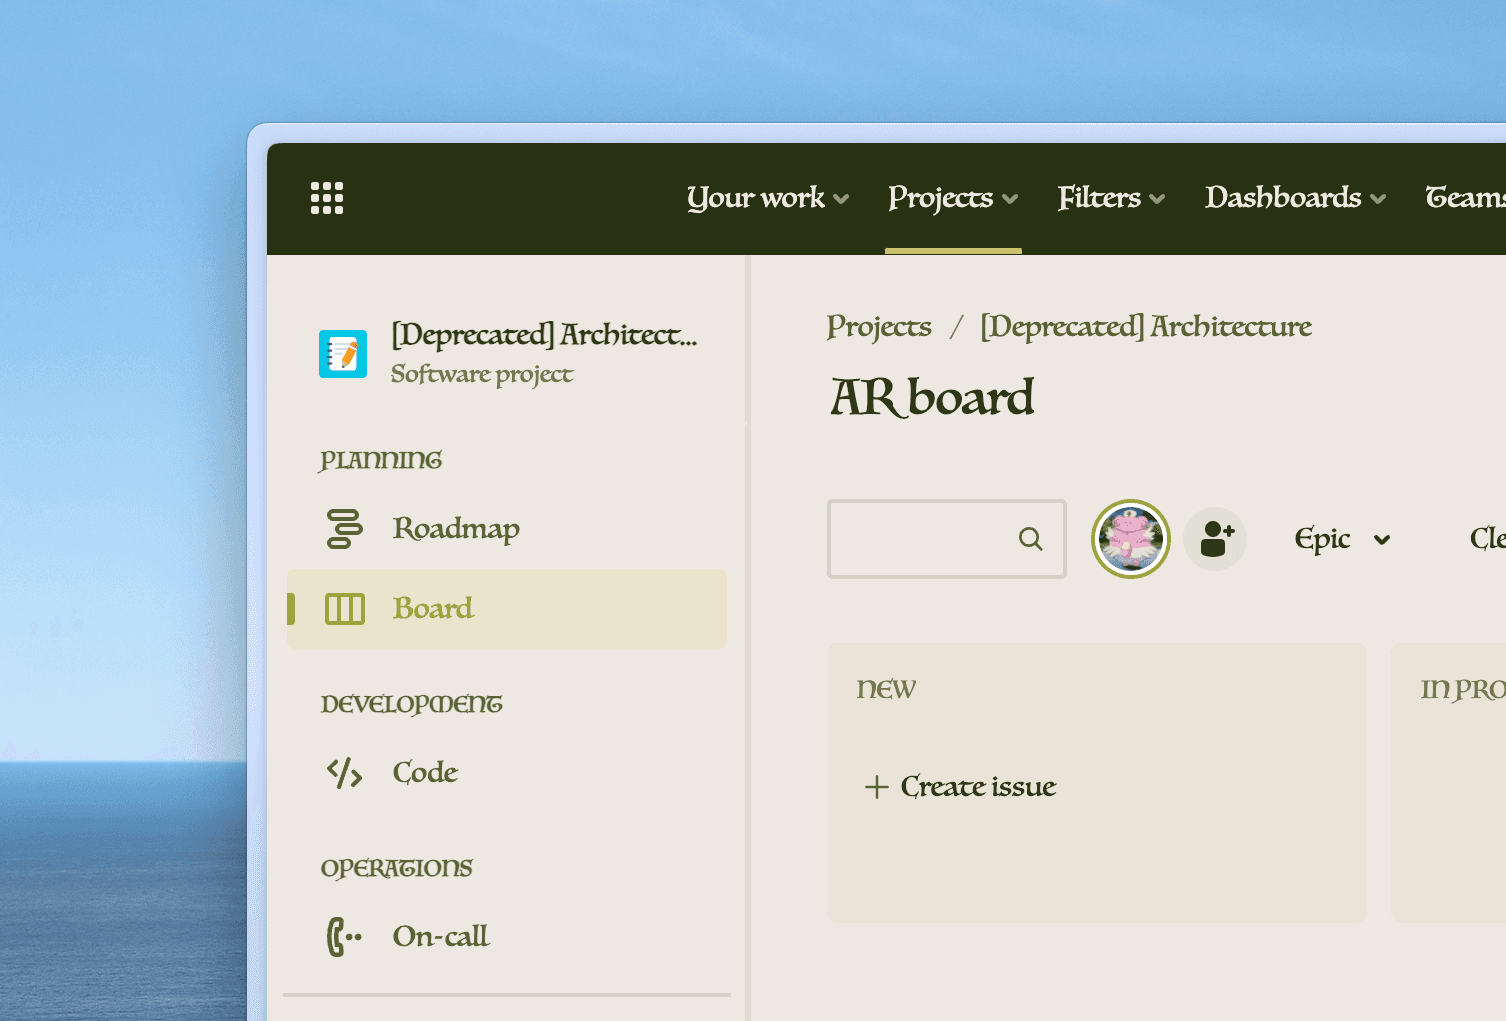 Your work
Projects
Filters
Dashboards
Teams
[Deprecated] Architect...
Software project
PLANNING
Roadmap
Board
DEVELOPMENT
Code
OPERATIONS
On-call
Projects / [Deprecated] Architecture
AR board
Epic
Cle
NEW
Create issue
IN PRO